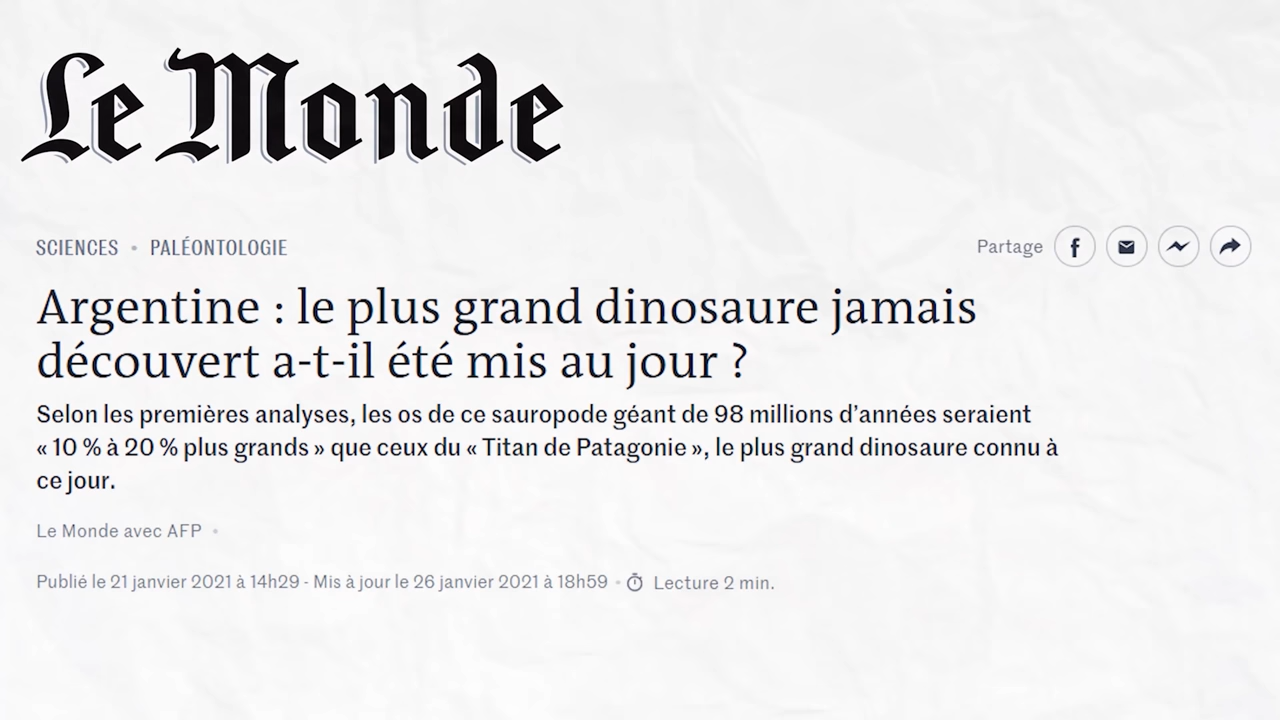 Le Monde
SCIENCES • PALÉONTOLOGIE
Partage
Argentine : le plus grand dinosaure jamais
découvert a-t-il été mis au jour ?
Selon les premières analyses, les os de ce sauropode géant de 98 millions d’années seraient
« 10 % à 20 % plus grands » que ceux du « Titan de Patagonie », le plus grand dinosaure connu à
ce jour.
Le Monde avec AFP •
Publié le 21 janvier 2021 à 14h29 - Mis à jour le 26 janvier 2021 à 18h59 • Lecture 2 min.